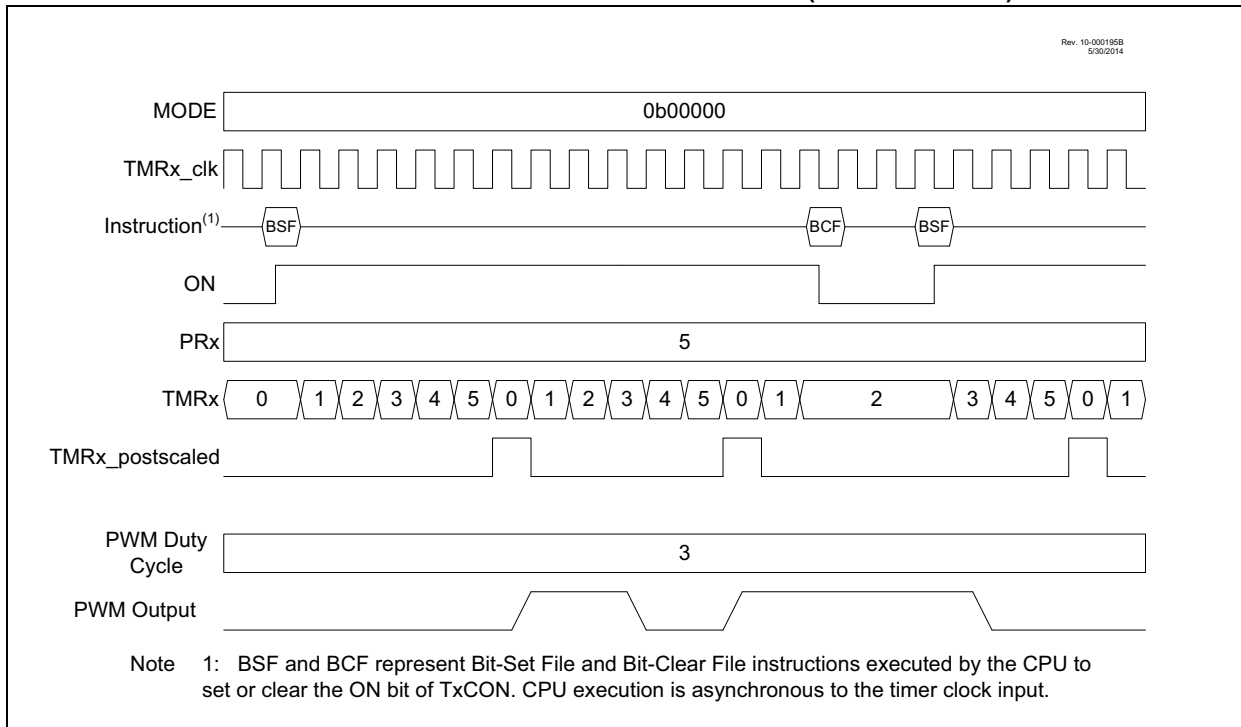 Rev. 10-000195B
5/30/2014
MODE 0b00000
TMRx_clk
Instruction(1) BSF BCF BSF
ON
PRx 5
TMRx 0 1 2 3 4 5 0 1 2 3 4 5 0 1 2 3 4 5 0 1
TMRx_postscaled
PWM Duty
Cycle 3
PWM Output
Note 1: BSF and BCF represent Bit-Set File and Bit-Clear File instructions executed by the CPU to
set or clear the ON bit of TxCON. CPU execution is asynchronous to the timer clock input.